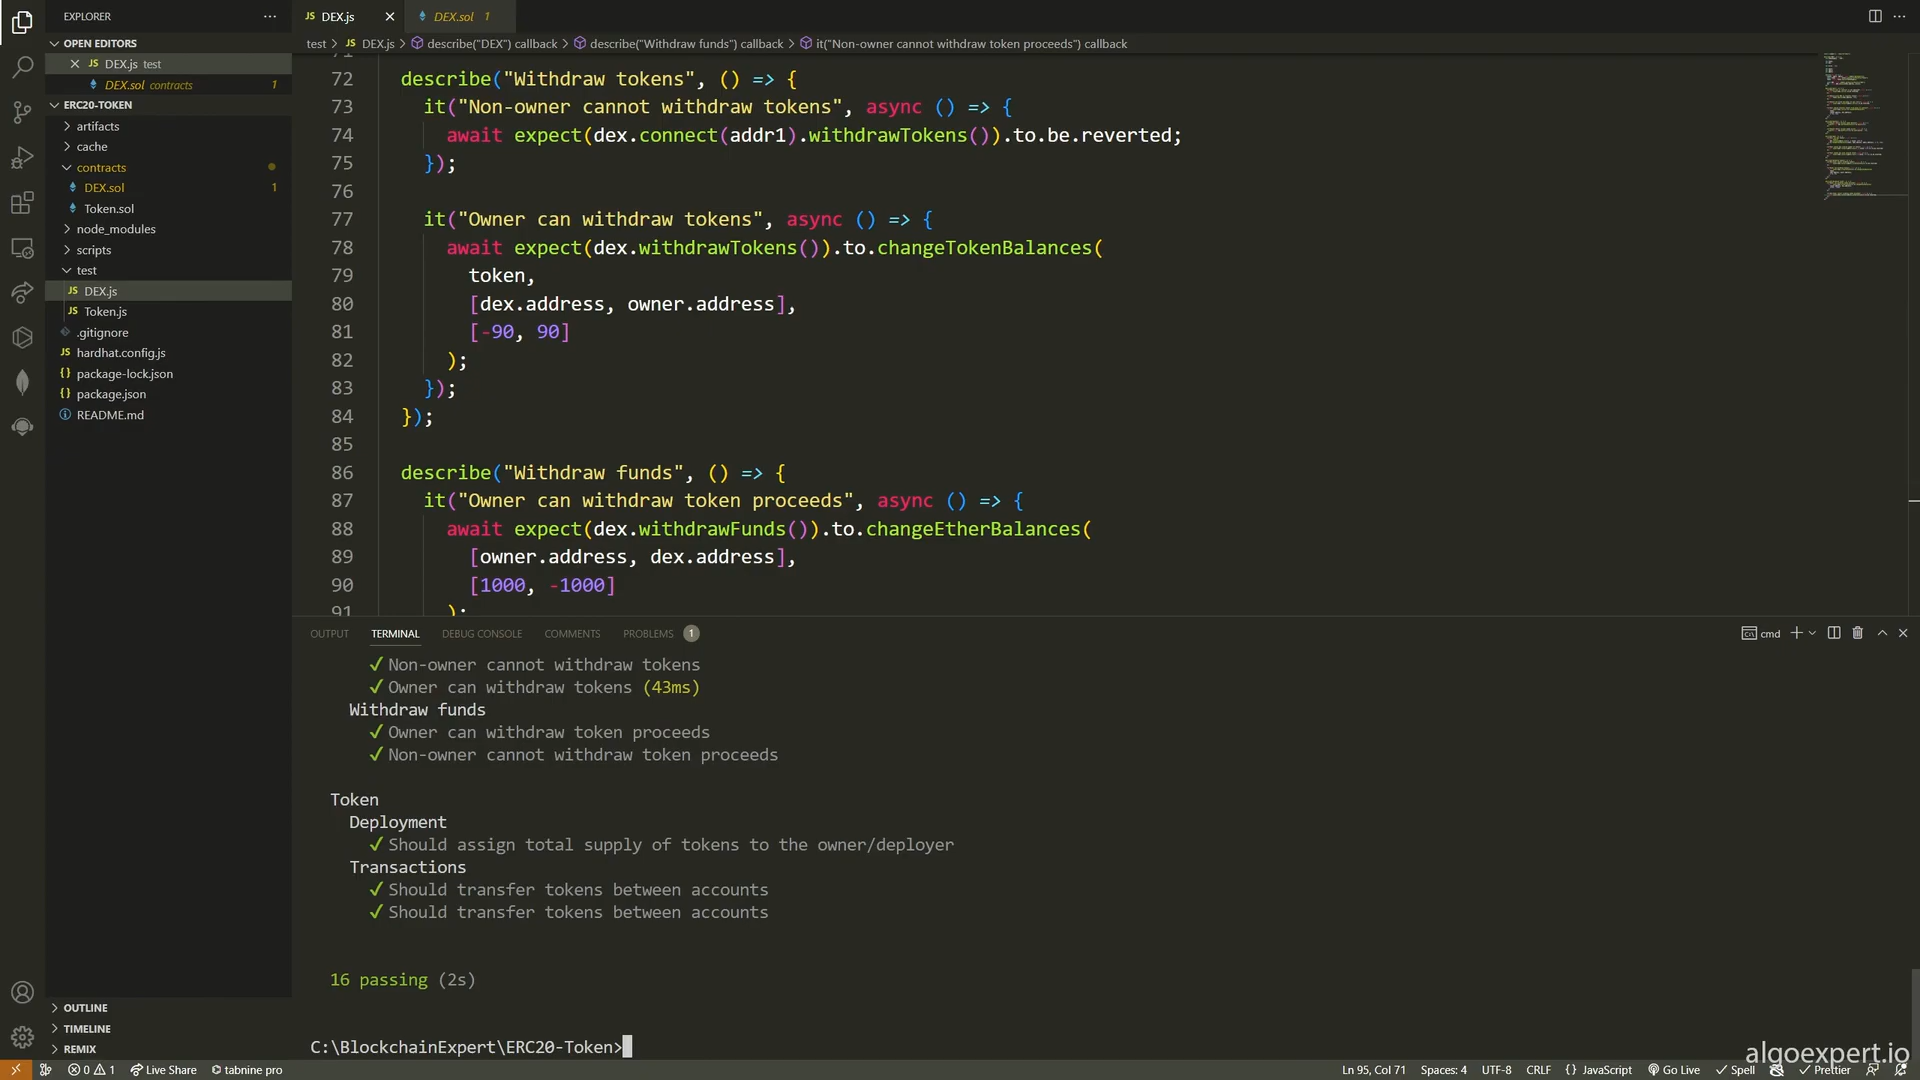 EXPLORER
OPEN EDITORS
DEX.js test
DEX.sol contracts 1
ERC20-TOKEN
artifacts
cache
contracts
DEX.sol 1
Token.sol
node_modules
scripts
test
JS DEX.js
JS Token.js
.gitignore
JS hardhat.config.js
{} package-lock.json
{} package.json
README.md
OUTLINE
TIMELINE
REMIX
JS DEX.js
DEX.sol 1
test > JS DEX.js > describe("DEX") callback > describe("Withdraw funds") callback > it("Non-owner cannot withdraw token proceeds") callback
72 describe("Withdraw tokens", () => {
73 it("Non-owner cannot withdraw tokens", async () => {
74 await expect(dex.connect(addr1).withdrawTokens()).to.be.reverted;
75 });
76
77 it("Owner can withdraw tokens", async () => {
78 await expect(dex.withdrawTokens()).to.changeTokenBalances(
79 token,
80 [dex.address, owner.address],
81 [-90, 90]
82 );
83 });
84 });
85
86 describe("Withdraw funds", () => {
87 it("Owner can withdraw token proceeds", async () => {
88 await expect(dex.withdrawFunds()).to.changeEtherBalances(
89 [owner.address, dex.address],
90 [1000, -1000]
91 );
OUTPUT TERMINAL DEBUG CONSOLE COMMENTS PROBLEMS 1
cmd
✓ Non-owner cannot withdraw tokens
✓ Owner can withdraw tokens (43ms)
Withdraw funds
✓ Owner can withdraw token proceeds
✓ Non-owner cannot withdraw token proceeds
Token
Deployment
✓ Should assign total supply of tokens to the owner/deployer
Transactions
✓ Should transfer tokens between accounts
✓ Should transfer tokens between accounts
16 passing (2s)
C:\BlockchainExpert\ERC20-Token>
algoexpert.io
0 1 Live Share tabnine pro Ln 95, Col 71 Spaces: 4 UTF-8 CRLF {} JavaScript Go Live Spell Prettier